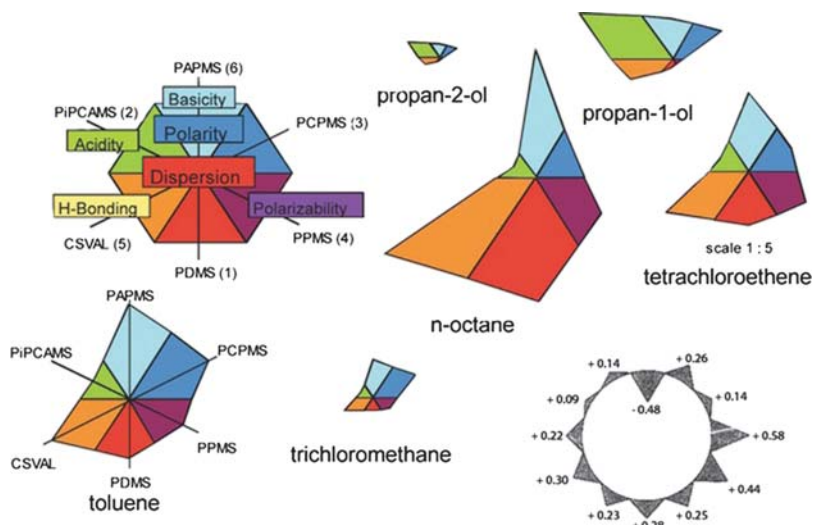 PAPMS (6)
Basicity
PiPCAMS (2)
Polarity
PCPMS (3)
Acidity
Dispersion
H-Bonding
Polarizability
CSVAL (5)
PPMS (4)
PDMS (1)
propan-2-ol
propan-1-ol
n-octane
scale 1 : 5
tetrachloroethene
PAPMS
PiPCAMS
PCPMS
CSVAL
PPMS
PDMS
toluene
trichloromethane
+ 0.14
+ 0.26
+ 0.09
- 0.48
+ 0.14
+ 0.22
+ 0.58
+ 0.30
+ 0.44
+ 0.23
+ 0.25